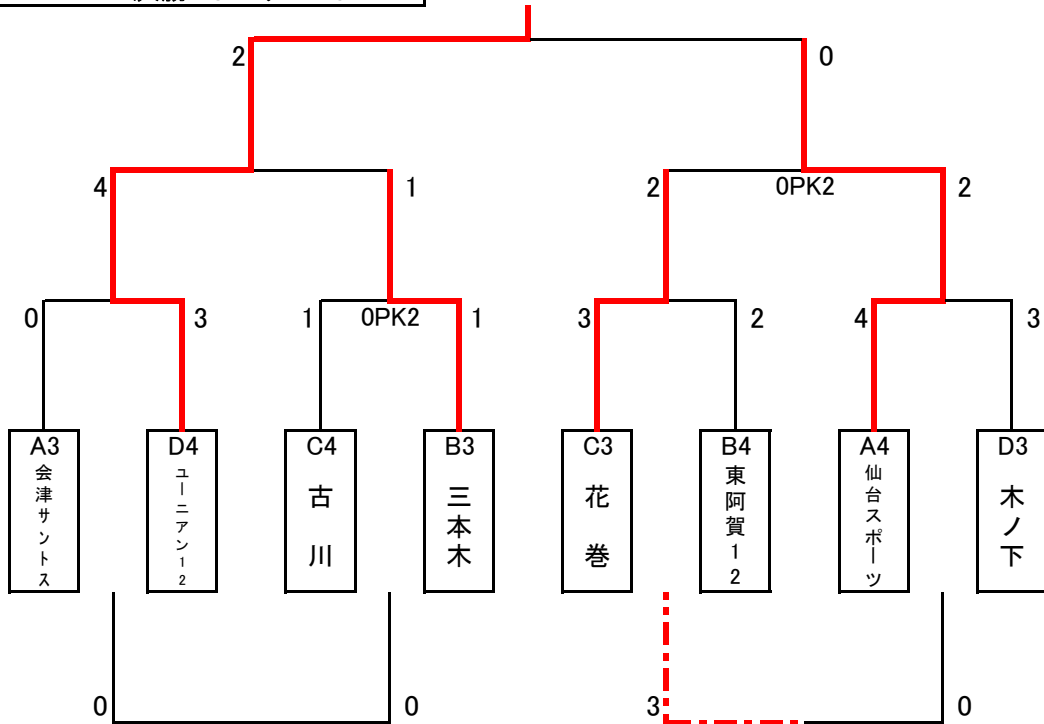 2 0
4 1 2 0PK2 2
0 3 1 0PK2 1 3 2 4 3
A3 D4 C4 B3 C3 B4 A4 D3
会津サントス
ユーニアン12
古川
三本木
花巻
東阿賀12
仙台スポーツ
木ノ下
0 0 3 0